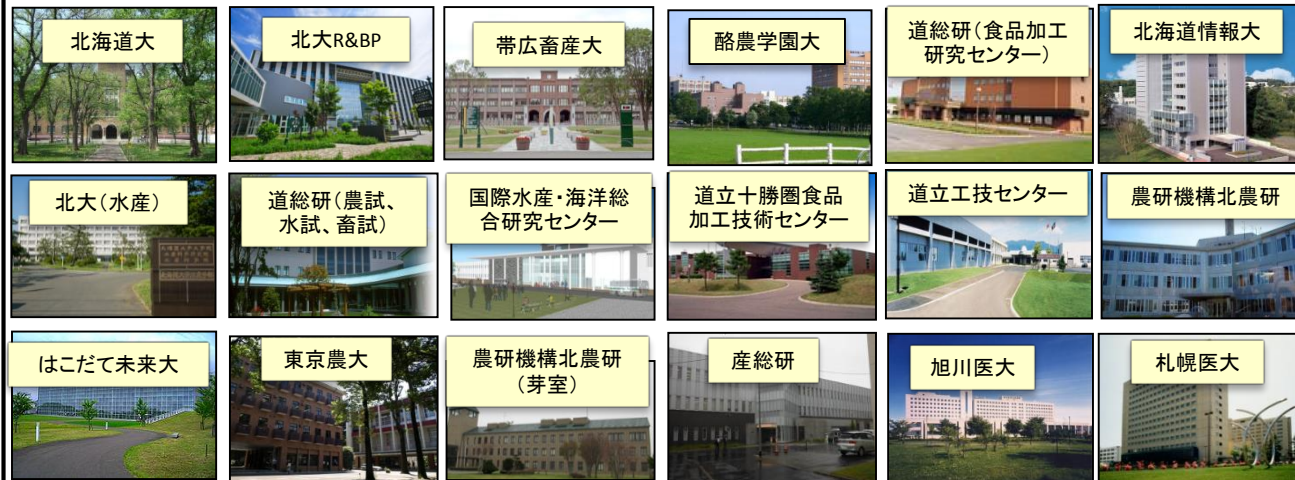 北海道大
北大R&BP
帯広畜産大
酪農学園大
道総研(食品加工
研究センター)
北海道情報大
北大(水産)
道総研(農試、
水試、畜試)
国際水産・海洋総
合研究センター
道立十勝圏食品
加工技術センター
道立工技センター
農研機構北農研
はこだて未来大
東京農大
農研機構北農研
(芽室)
産総研
旭川医大
札幌医大